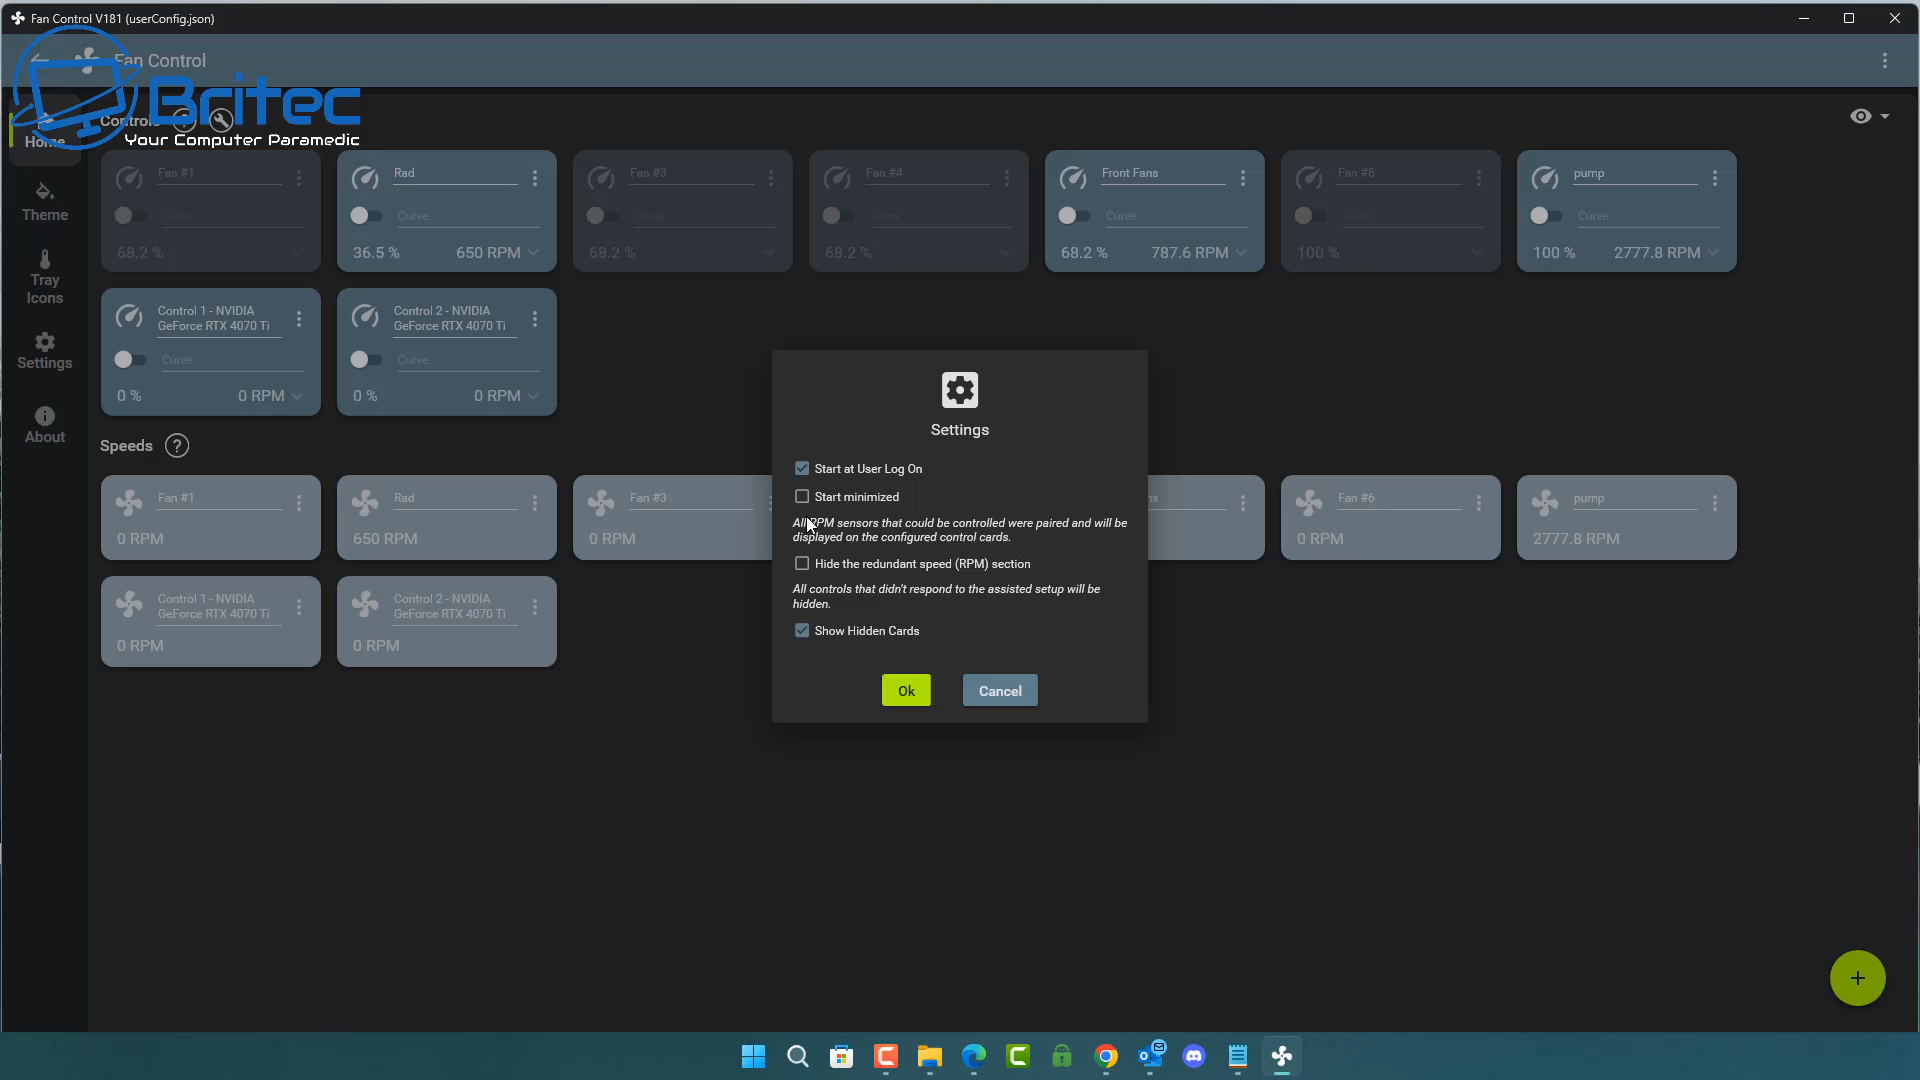 Fan Control V181 (userConfig.json)
Fan Control
Britec
Your Computer Paramedic
Controls
Home
Theme
Tray
Icons
Settings
About
Fan #1
Curve
68.2 %
Rad
Curve
36.5 % 650 RPM
Fan #3
Curve
68.2 %
Fan #4
Curve
68.2 %
Front Fans
Curve
68.2 % 787.6 RPM
Fan #6
Curve
100 %
pump
Curve
100 % 2777.8 RPM
Control 1 - NVIDIA
GeForce RTX 4070 Ti
Curve
0 % 0 RPM
Control 2 - NVIDIA
GeForce RTX 4070 Ti
Curve
0 % 0 RPM
Speeds ?
Fan #1
0 RPM
Rad
650 RPM
Fan #3
0 RPM
Fan #6
0 RPM
pump
2777.8 RPM
Control 1 - NVIDIA
GeForce RTX 4070 Ti
0 RPM
Control 2 - NVIDIA
GeForce RTX 4070 Ti
0 RPM
Settings
Start at User Log On
Start minimized
All RPM sensors that could be controlled were paired and will be
displayed on the configured control cards.
Hide the redundant speed (RPM) section
All controls that didn't respond to the assisted setup will be
hidden.
Show Hidden Cards
Ok
Cancel